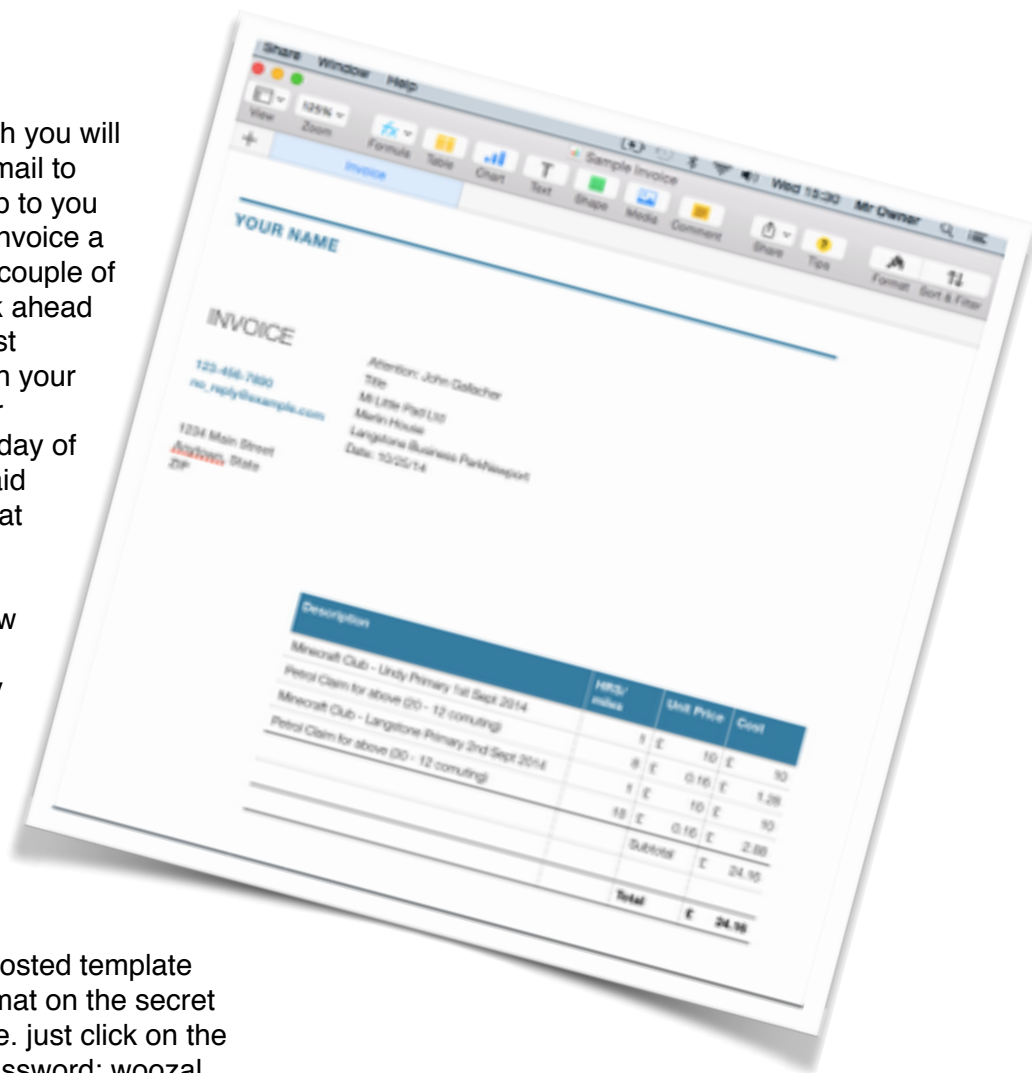 h you will
mail to
o to you
nvoice a
couple of
k ahead
st
n your
r
day of
aid
at
w
y
osted template
mat on the secret
e. just click on the
assword: woozal
Share Window Help
Wed 15:30 Mr Owner
Sample Invoice
125%
View Zoom Formula Table Chart Text Shape Media Comment Share Tips Format Sort & Filter
Invoice
YOUR NAME
INVOICE
123-456-7890
no_reply@example.com
1234 Main Street
Anytown, State
ZIP
Attention: John Gallacher
Title
Mi Little Pad Ltd
Merlin House
Langstone Business ParkNewport
Date: 10/25/14
Description HRS/ miles Unit Price Cost
Minecraft Club - Undy Primary 1st Sept 2014 1 £ 10 £ 10
Petrol Claim for above (20 - 12 comuting) 8 £ 0.16 £ 1.28
Minecraft Club - Langstone Primary 2nd Sept 2014 1 £ 10 £ 10
Petrol Claim for above (30 - 12 comuting) 18 £ 0.16 £ 2.88
Subtotal £ 24.16
Total £ 24.16